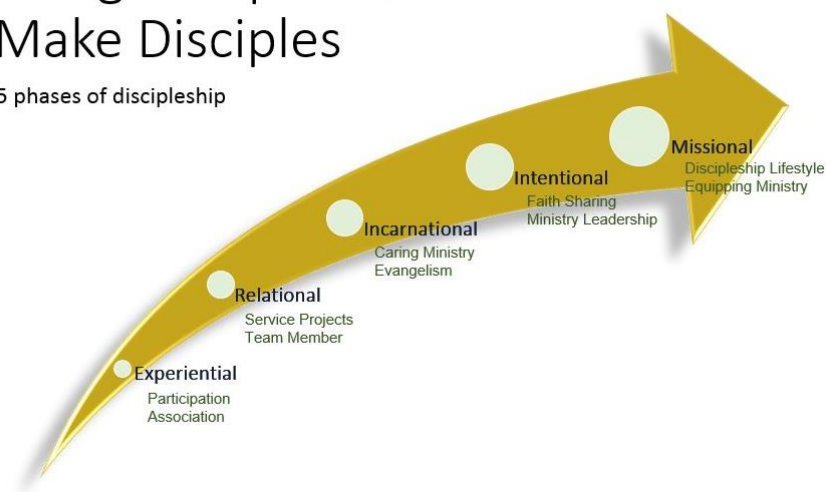 Make Disciples
5 phases of discipleship
Missional
Discipleship Lifestyle
Equipping Ministry
Intentional
Faith Sharing
Ministry Leadership
Incarnational
Caring Ministry
Evangelism
Relational
Service Projects
Team Member
Experiential
Participation
Association